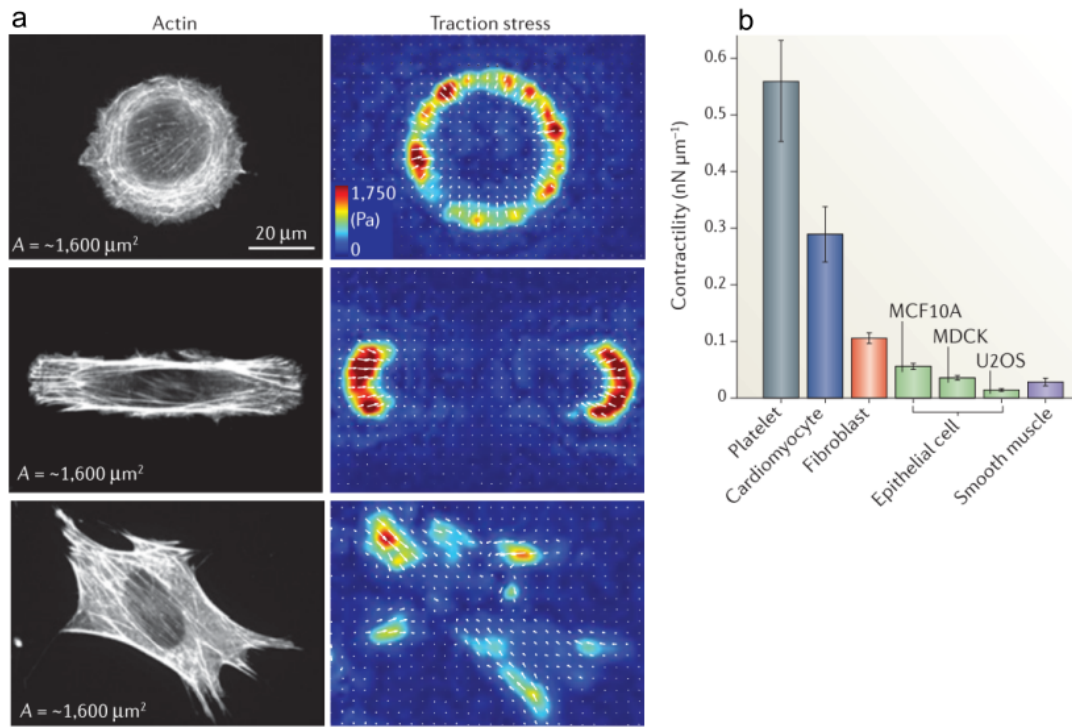 a
Actin
Traction stress
A = ~1,600 µm²
20 µm
1,750
(Pa)
0
A = ~1,600 µm²
A = ~1,600 µm²
b
Contractility (nN µm⁻¹)
0.6
0.5
0.4
0.3
0.2
0.1
0
MCF10A
MDCK
U2OS
Platelet
Cardiomyocyte
Fibroblast
Epithelial cell
Smooth muscle